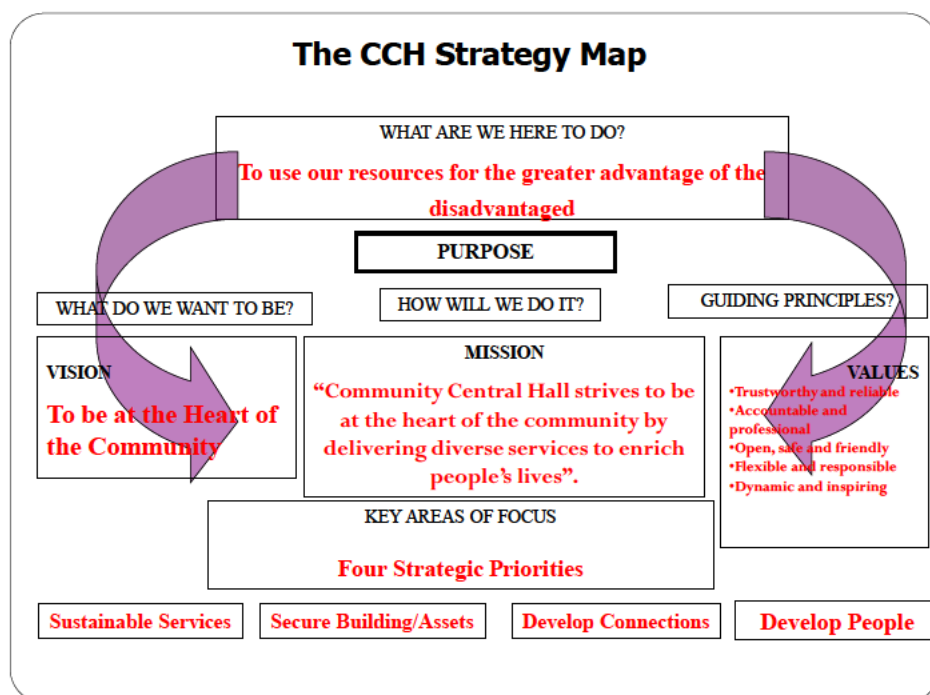 The CCH Strategy Map
WHAT ARE WE HERE TO DO?
To use our resources for the greater advantage of the
disadvantaged
PURPOSE
WHAT DO WE WANT TO BE?
HOW WILL WE DO IT?
GUIDING PRINCIPLES?
VISION
To be at the Heart of
the Community
MISSION
“Community Central Hall strives to be
at the heart of the community by
delivering diverse services to enrich
people’s lives”.
VALUES
•Trustworthy and reliable
•Accountable and
professional
•Open, safe and friendly
•Flexible and responsible
•Dynamic and inspiring
KEY AREAS OF FOCUS
Four Strategic Priorities
Sustainable Services
Secure Building/Assets
Develop Connections
Develop People